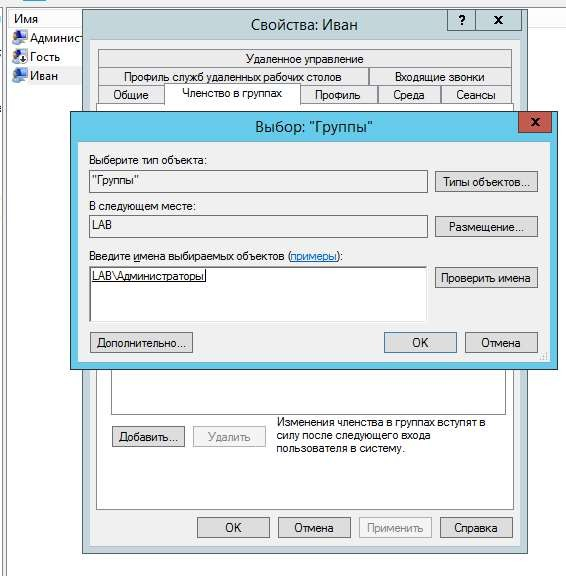 Имя
Админист
Гость
Иван
Свойства: Иван
?
x
Удаленное управление
Профиль служб удаленных рабочих столов
Входящие звонки
Общие
Членство в группах
Профиль
Среда
Сеансы
Выбор: "Группы"
x
Выберите тип объекта:
"Группы"
Типы объектов...
В следующем месте:
LAB
Размещение...
Введите имена выбираемых объектов (примеры):
LAB\Администраторы
Проверить имена
Дополнительно...
OK
Отмена
Добавить...
Удалить
Изменения членства в группах вступят в
силу после следующего входа
пользователя в систему.
OK
Отмена
Применить
Справка